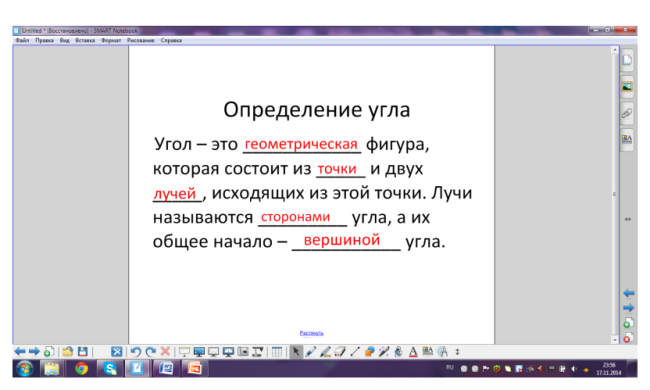 Untitled * (Восстановлено) - SMART Notebook
Файл Правка Вид Вставка Формат Рисование Справка
Определение угла
Угол – это геометрическая фигура,
которая состоит из точки и двух
лучей, исходящих из этой точки. Лучи
называются сторонами угла, а их
общее начало – вершиной угла.
Растянуть
RU
23:56
17.11.2014